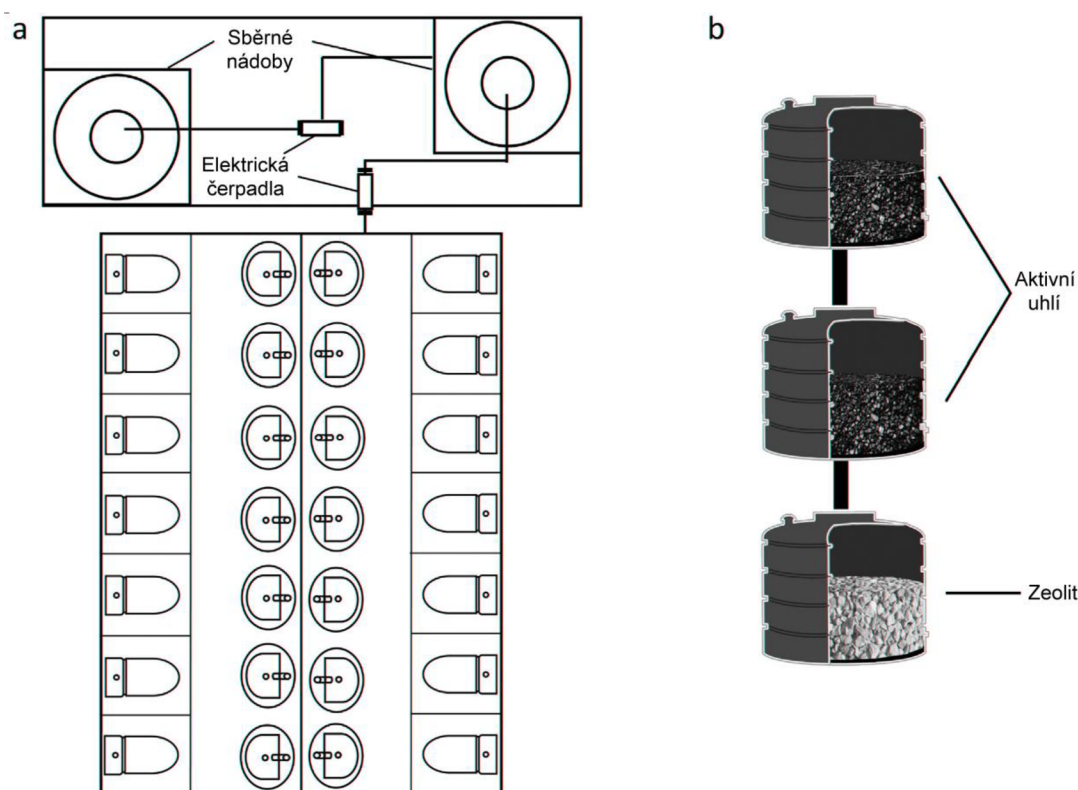 a
Sběrné
nádoby
Elektrická
čerpadla
b
Aktivní
uhlí
Zeolit